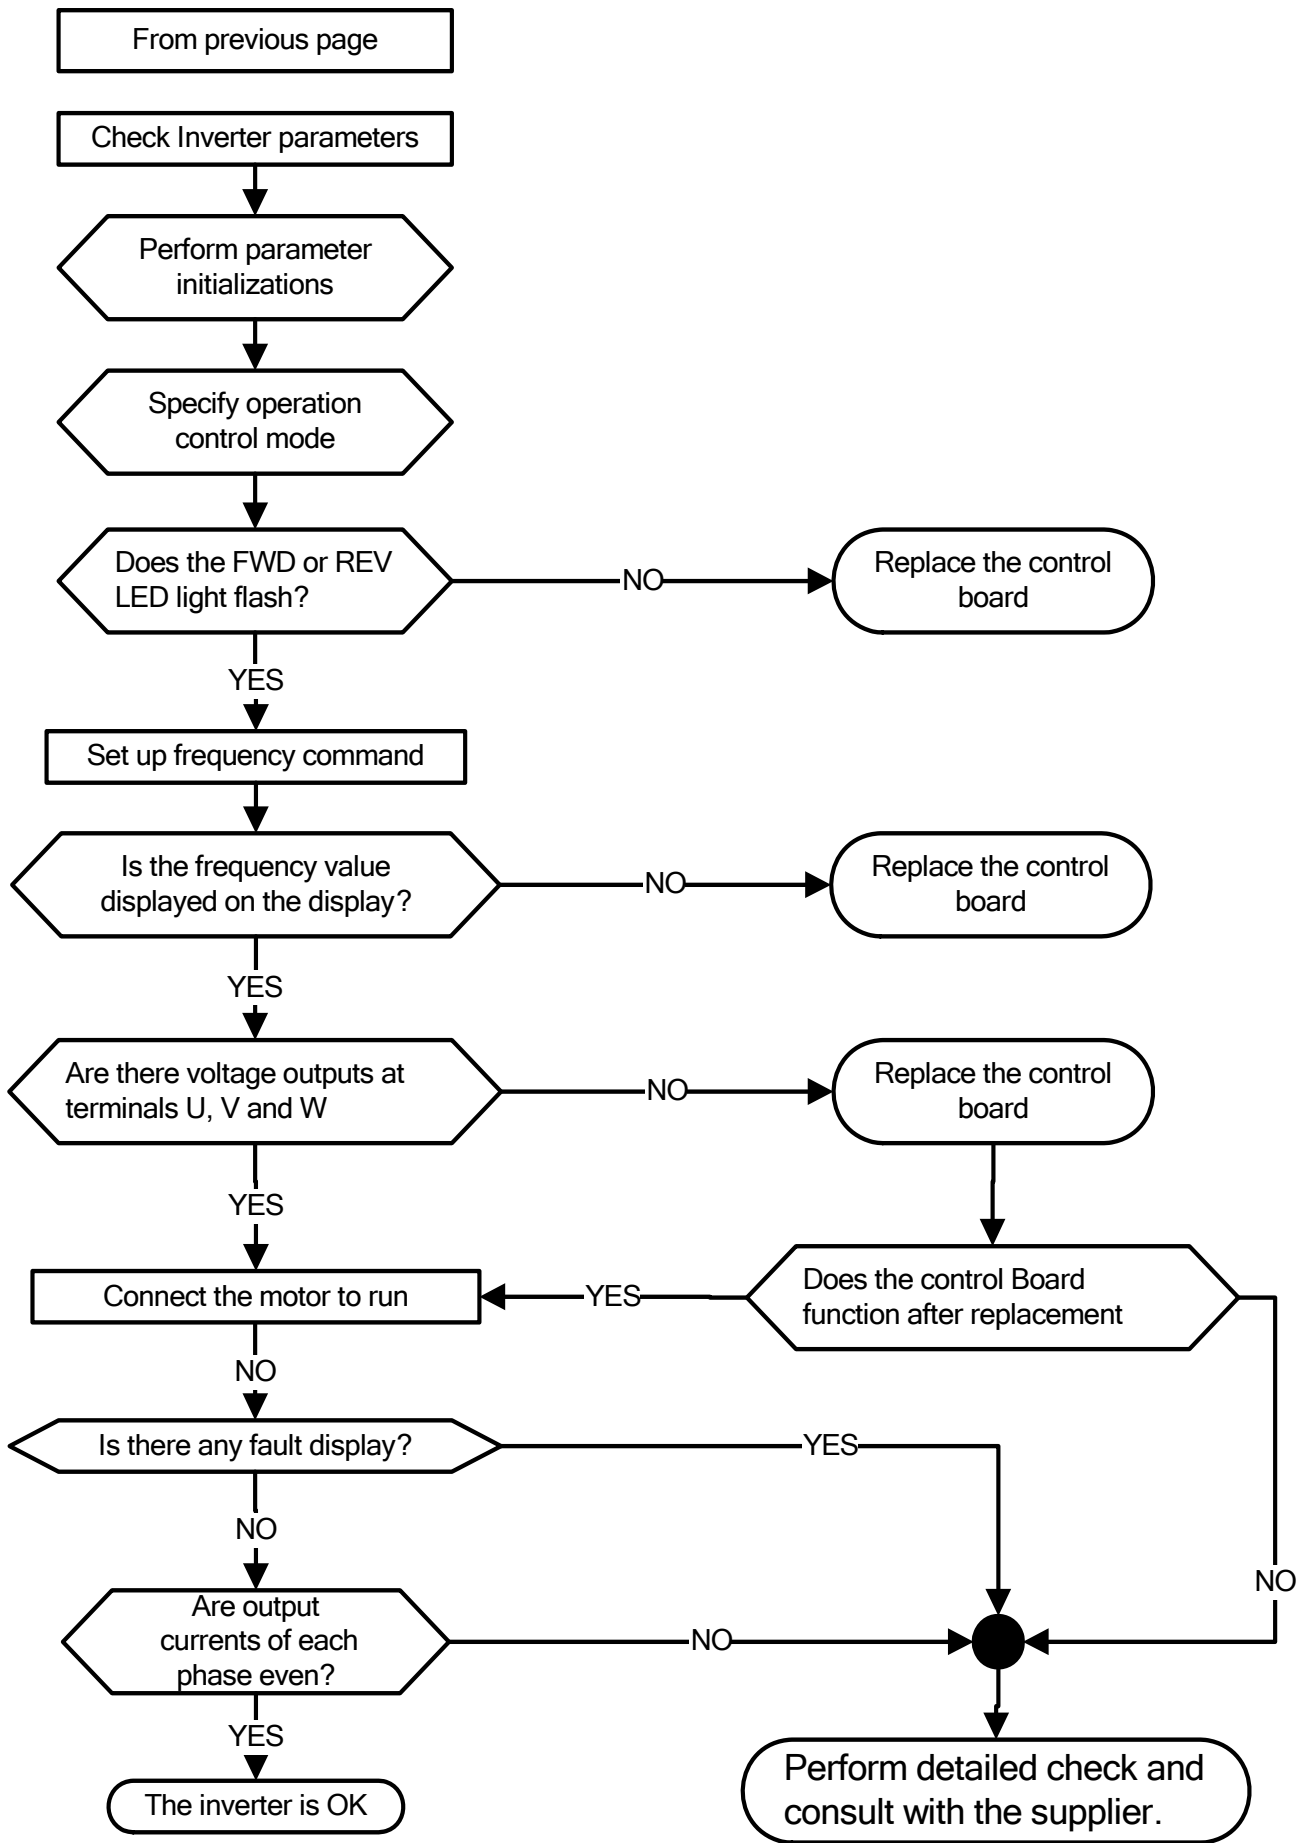 From previous page
Check Inverter parameters
Perform parameter
initializations
Specify operation
control mode
Does the FWD or REV
LED light flash?
NO
Replace the control
board
YES
Set up frequency command
Is the frequency value
displayed on the display?
NO
Replace the control
board
YES
Are there voltage outputs at
terminals U, V and W
NO
Replace the control
board
YES
Connect the motor to run
YES
Does the control Board
function after replacement
NO
Is there any fault display?
YES
NO
NO
Are output
currents of each
phase even?
NO
YES
The inverter is OK
Perform detailed check and
consult with the supplier.